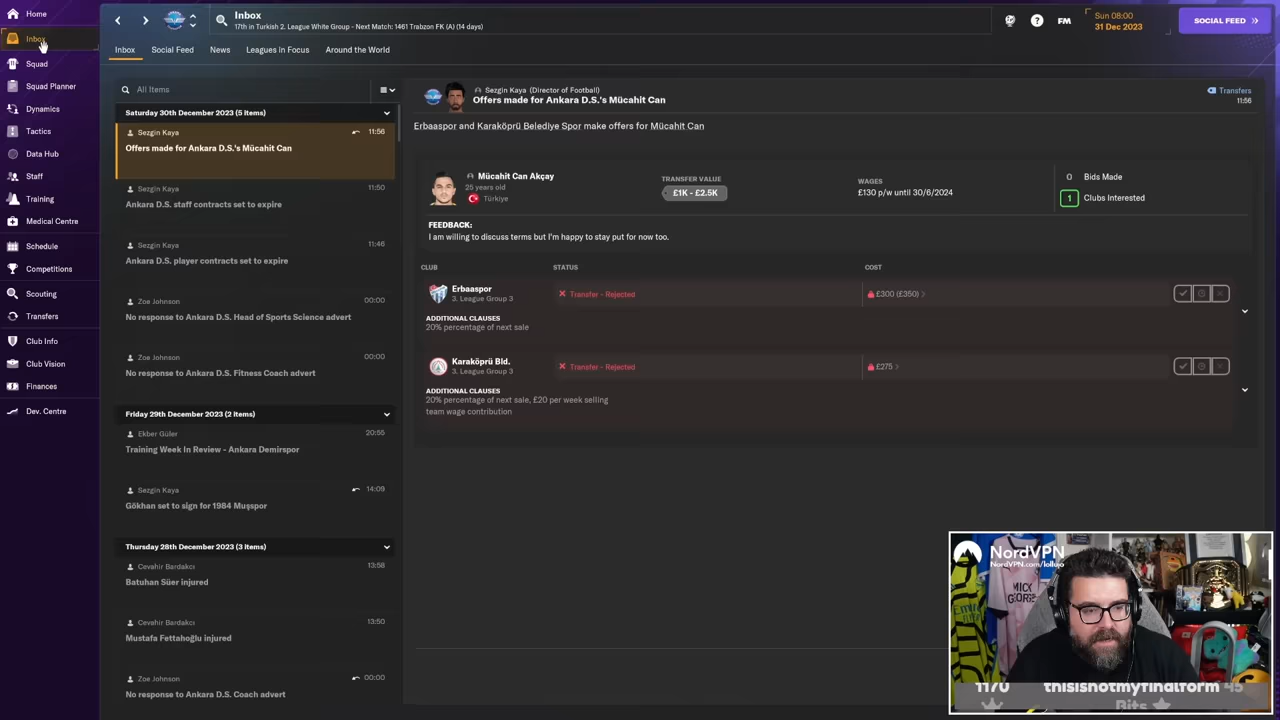 Home
Inbox
Squad
Squad Planner
Dynamics
Tactics
Data Hub
Staff
Training
Medical Centre
Schedule
Competitions
Scouting
Transfers
Club Info
Club Vision
Finances
Dev. Centre
Inbox
17th in Turkish 2. League White Group - Next Match: 1461 Trabzon FK (A) (14 days)
FM
Sun 08:00
31 Dec 2023
SOCIAL FEED
Inbox
Social Feed
News
Leagues In Focus
Around the World
All Items
Saturday 30th December 2023 (5 items)
Sezgin Kaya
11:56
Offers made for Ankara D.S.'s Mücahit Can
Sezgin Kaya
11:50
Ankara D.S. staff contracts set to expire
Sezgin Kaya
11:46
Ankara D.S. player contracts set to expire
Zoe Johnson
00:00
No response to Ankara D.S. Head of Sports Science advert
Zoe Johnson
00:00
No response to Ankara D.S. Fitness Coach advert
Friday 29th December 2023 (2 items)
Ekber Güler
20:55
Training Week In Review - Ankara Demirspor
Sezgin Kaya
14:09
Gökhan set to sign for 1984 Muşspor
Thursday 28th December 2023 (3 items)
Cevahir Bardakcı
13:58
Batuhan Süer injured
Cevahir Bardakcı
13:50
Mustafa Fettahoğlu injured
Zoe Johnson
00:00
No response to Ankara D.S. Coach advert
Sezgin Kaya (Director of Football)
Offers made for Ankara D.S.'s Mücahit Can
Transfers
11:56
Erbaaspor and Karaköprü Belediye Spor make offers for Mücahit Can
Mücahit Can Akçay
25 years old
Türkiye
TRANSFER VALUE
£1K - £2.5K
WAGES
£130 p/w until 30/6/2024
0 Bids Made
1 Clubs Interested
FEEDBACK:
I am willing to discuss terms but I'm happy to stay put for now too.
CLUB
STATUS
COST
Erbaaspor
3. League Group 3
Transfer - Rejected
£300 (£350)
ADDITIONAL CLAUSES
20% percentage of next sale
Karaköprü Bld.
3. League Group 3
Transfer - Rejected
£275
ADDITIONAL CLAUSES
20% percentage of next sale, £20 per week selling
team wage contribution
NordVPN
NordVPN.com/lollujo
1170
thisisnotmyfinalform 45
Bits